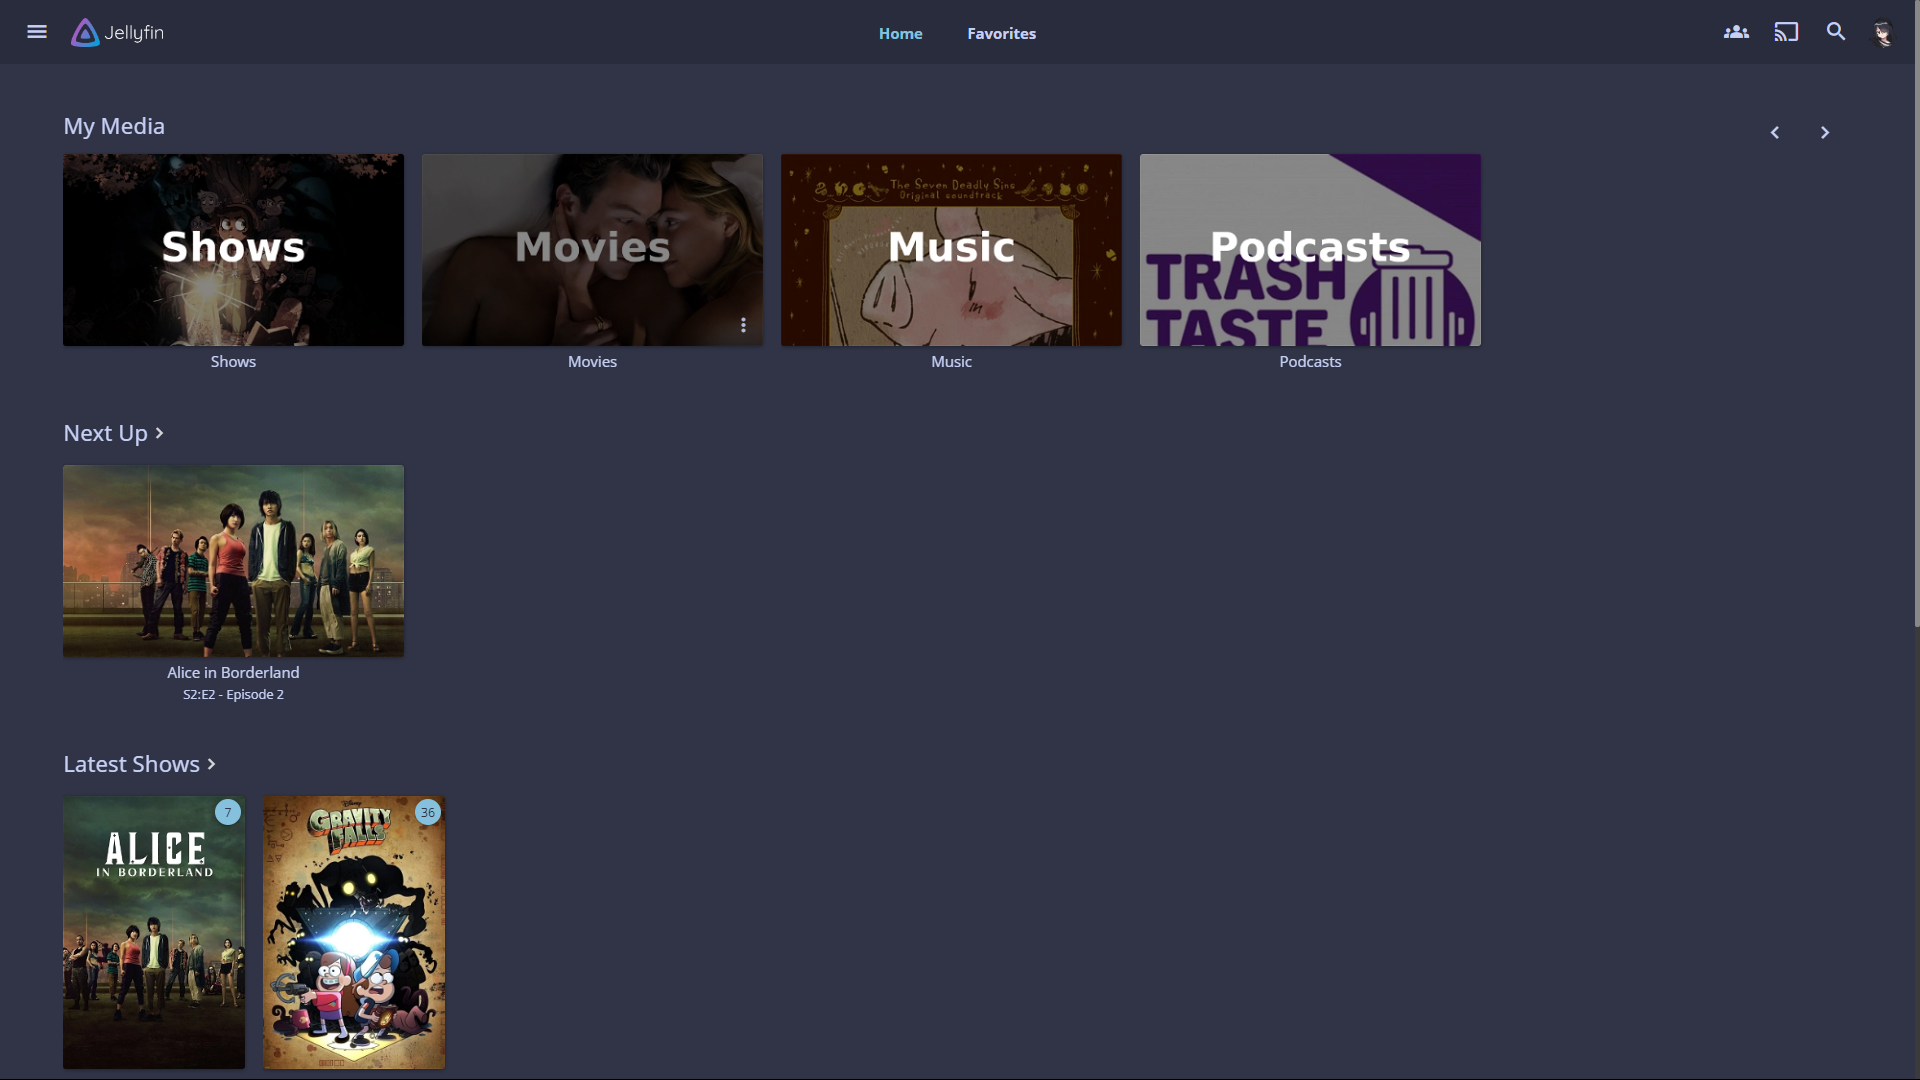 Jellyfin
Home
Favorites
My Media
Shows
Movies
The Seven Deadly Sins
Original soundtrack
Music
Podcasts
TRASH
TASTE
Shows
Movies
Music
Podcasts
Next Up
Alice in Borderland
S2:E2 - Episode 2
Latest Shows
7
ALICE
IN BORDERLAND
36
Disney
GRAVITY
FALLS